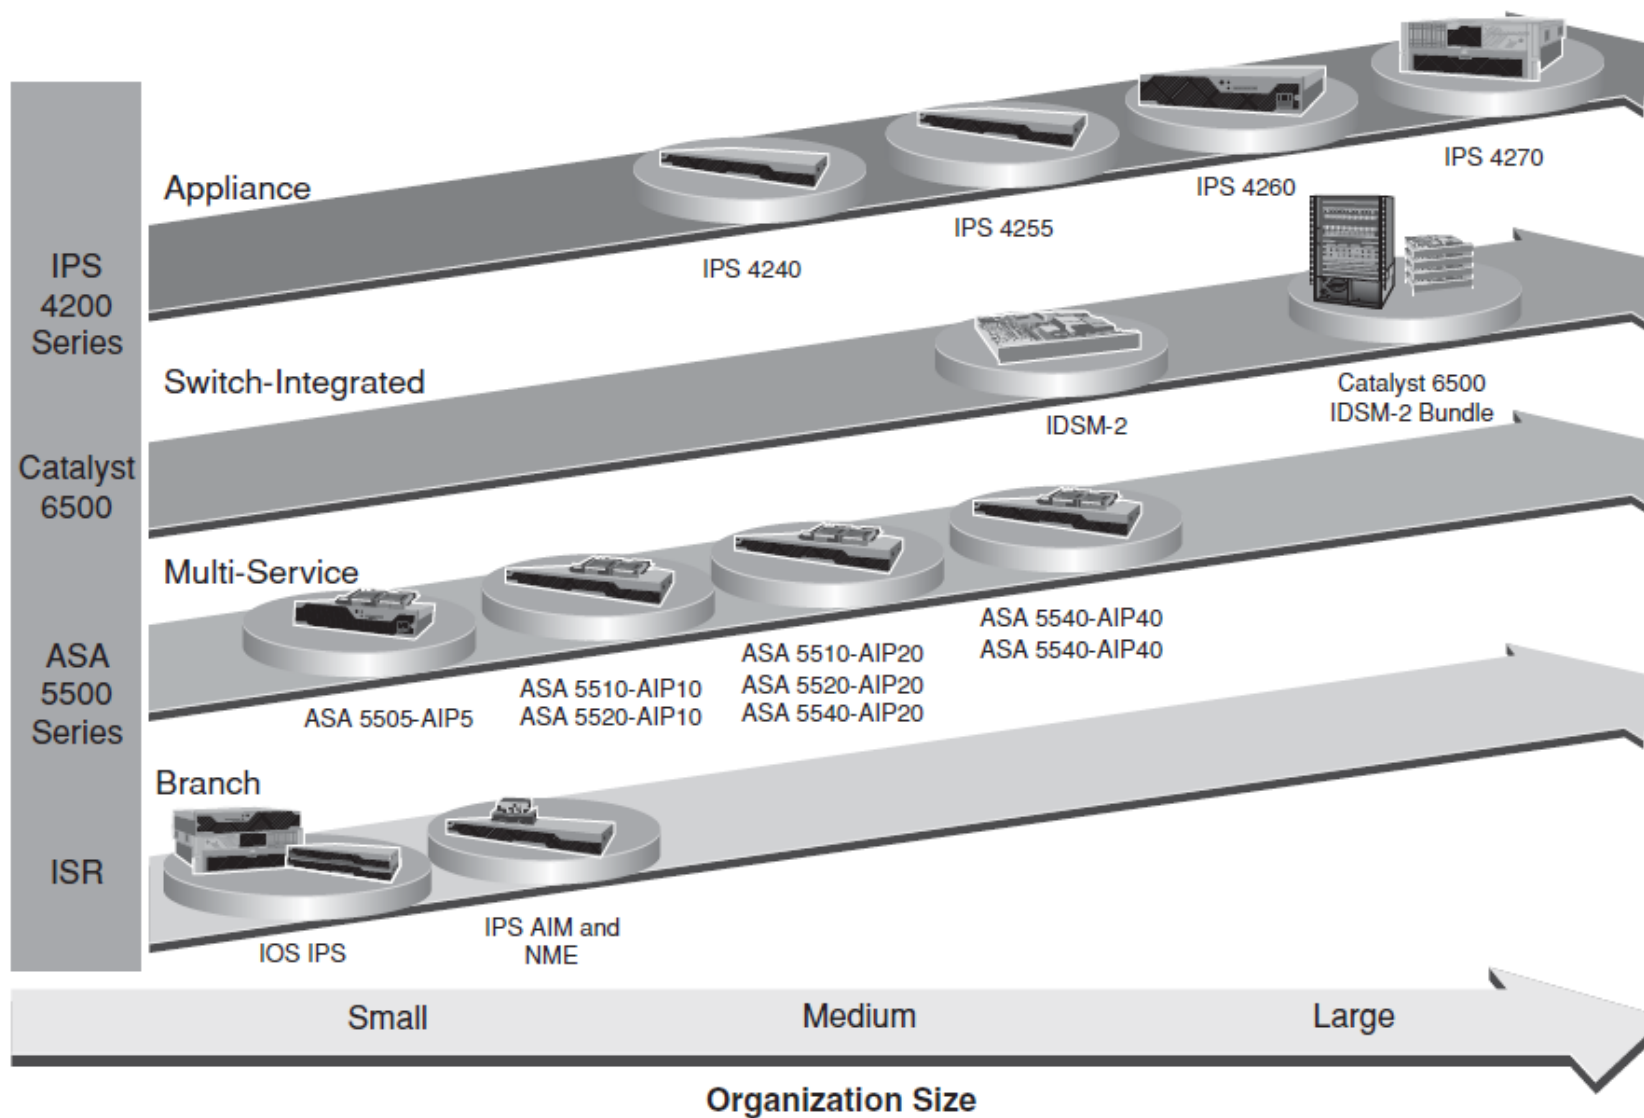 IPS
4200
Series
Catalyst
6500
ASA
5500
Series
ISR
Appliance
IPS 4240
IPS 4255
IPS 4260
IPS 4270
Switch-Integrated
IDSM-2
Catalyst 6500
IDSM-2 Bundle
Multi-Service
ASA 5505-AIP5
ASA 5510-AIP10
ASA 5520-AIP10
ASA 5510-AIP20
ASA 5520-AIP20
ASA 5540-AIP20
ASA 5540-AIP40
ASA 5540-AIP40
Branch
IOS IPS
IPS AIM and
NME
Small
Medium
Large
Organization Size